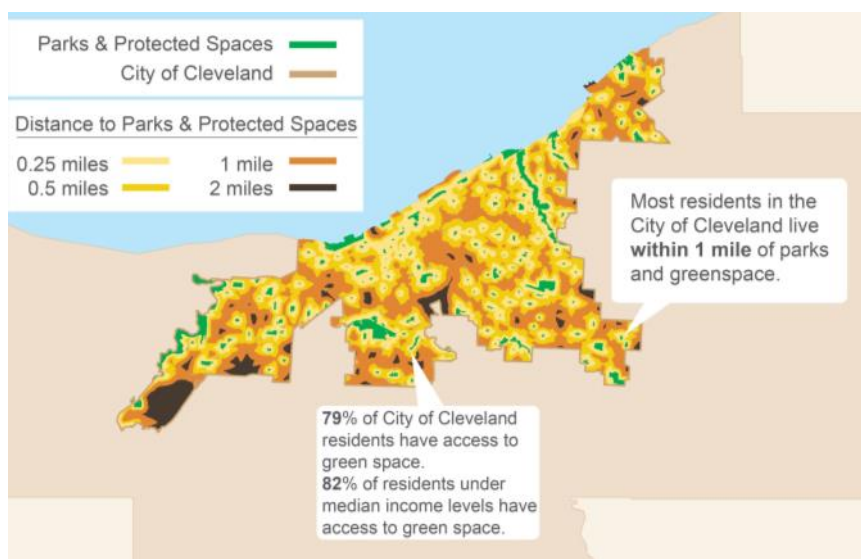 Parks & Protected Spaces
City of Cleveland
Distance to Parks & Protected Spaces
0.25 miles
1 mile
0.5 miles
2 miles
Most residents in the
City of Cleveland live
within 1 mile of parks
and greenspace.
79% of City of Cleveland
residents have access to
green space.
82% of residents under
median income levels have
access to green space.